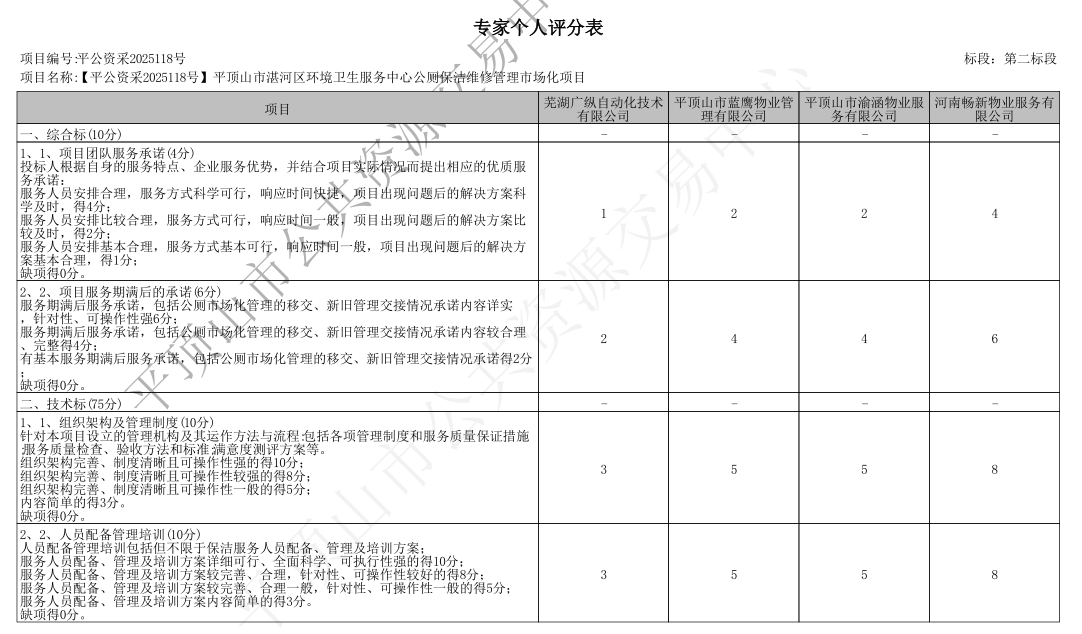 专家个人评分表
项目编号:平公资采2025118号
标段：第二标段
项目名称:【平公资采2025118号】平顶山市湛河区环境卫生服务中心公厕保洁维修管理市场化项目
项目
芜湖广纵自动化技术有限公司
平顶山市蓝鹰物业管理有限公司
平顶山市渝涵物业服务有限公司
河南畅新物业服务有限公司
一、综合标(10分)
－ － － －
1、1、项目团队服务承诺(4分)
投标人根据自身的服务特点、企业服务优势，并结合项目实际情况而提出相应的优质服
务承诺：
服务人员安排合理，服务方式科学可行，响应时间快捷，项目出现问题后的解决方案科
学及时，得4分；
服务人员安排比较合理，服务方式可行，响应时间一般，项目出现问题后的解决方案比
较及时，得2分；
服务人员安排基本合理，服务方式基本可行，响应时间一般，项目出现问题后的解决方
案基本合理，得1分；
缺项得0分。
1 2 2 4
2、2、项目服务期满后的承诺(6分)
服务期满后服务承诺，包括公厕市场化管理的移交、新旧管理交接情况承诺内容详实
，针对性、可操作性强6分；
服务期满后服务承诺，包括公厕市场化管理的移交、新旧管理交接情况承诺内容较合理
、完整得4分；
有基本服务期满后服务承诺，包括公厕市场化管理的移交、新旧管理交接情况承诺得2分
；
缺项得0分。
2 4 4 6
二、技术标(75分)
－ － － －
1、1、组织架构及管理制度(10分)
针对本项目设立的管理机构及其运作方法与流程:包括各项管理制度和服务质量保证措施
,服务质量检查、验收方法和标准,满意度测评方案等。
组织架构完善、制度清晰且可操作性强的得10分；
组织架构完善、制度清晰且可操作性较强的得8分；
组织架构完善、制度清晰且可操作性一般的得5分；
内容简单的得3分。
缺项得0分。
3 5 5 8
2、2、人员配备管理培训(10分)
人员配备管理培训包括但不限于保洁服务人员配备、管理及培训方案；
服务人员配备、管理及培训方案详细可行、全面科学、可执行性强的得10分；
服务人员配备、管理及培训方案较完善、合理，针对性、可操作性较好的得8分；
服务人员配备、管理及培训方案较完善、合理一般，针对性、可操作性一般的得5分；
服务人员配备、管理及培训方案内容简单的得3分。
缺项得0分。
3 5 5 8
平顶山市公共资源交易中
平顶山市公共资源交易中心